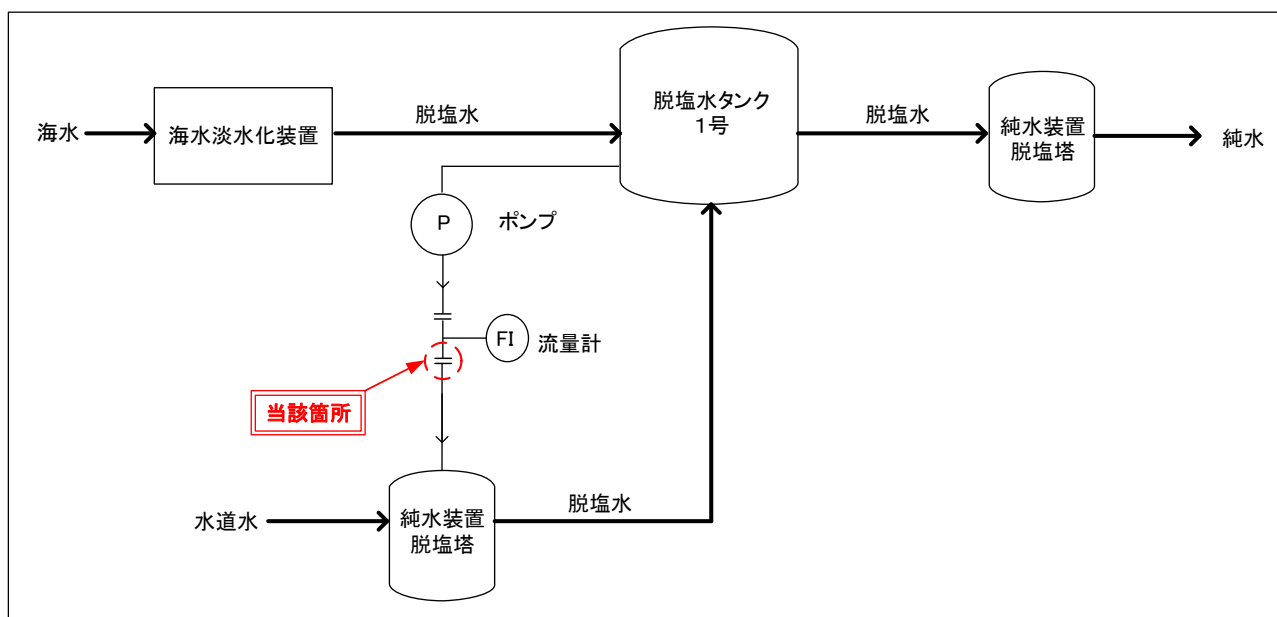 海水
海水淡水化装置
脱塩水
脱塩水タンク
１号
脱塩水
純水装置
脱塩塔
純水
P
ポンプ
FI
流量計
当該箇所
水道水
純水装置
脱塩塔
脱塩水